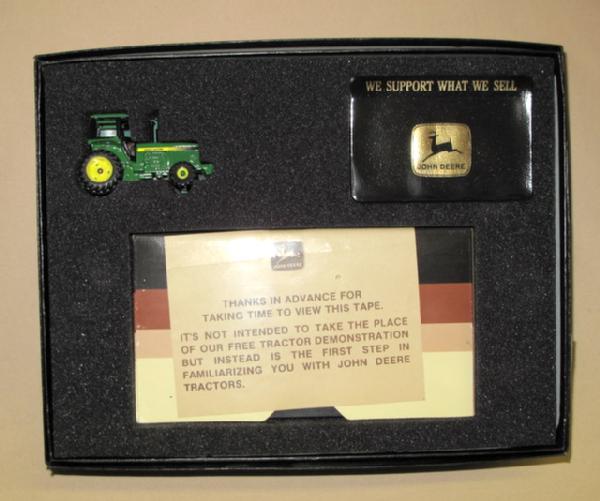 WE SUPPORT WHAT WE SELL
JOHN DEERE
JOHN DEERE
THANKS IN ADVANCE FOR
TAKING TIME TO VIEW THIS TAPE.
IT'S NOT INTENDED TO TAKE THE PLACE
OF OUR FREE TRACTOR DEMONSTRATION
BUT INSTEAD IS THE FIRST STEP IN
FAMILIARIZING YOU WITH JOHN DEERE
TRACTORS.